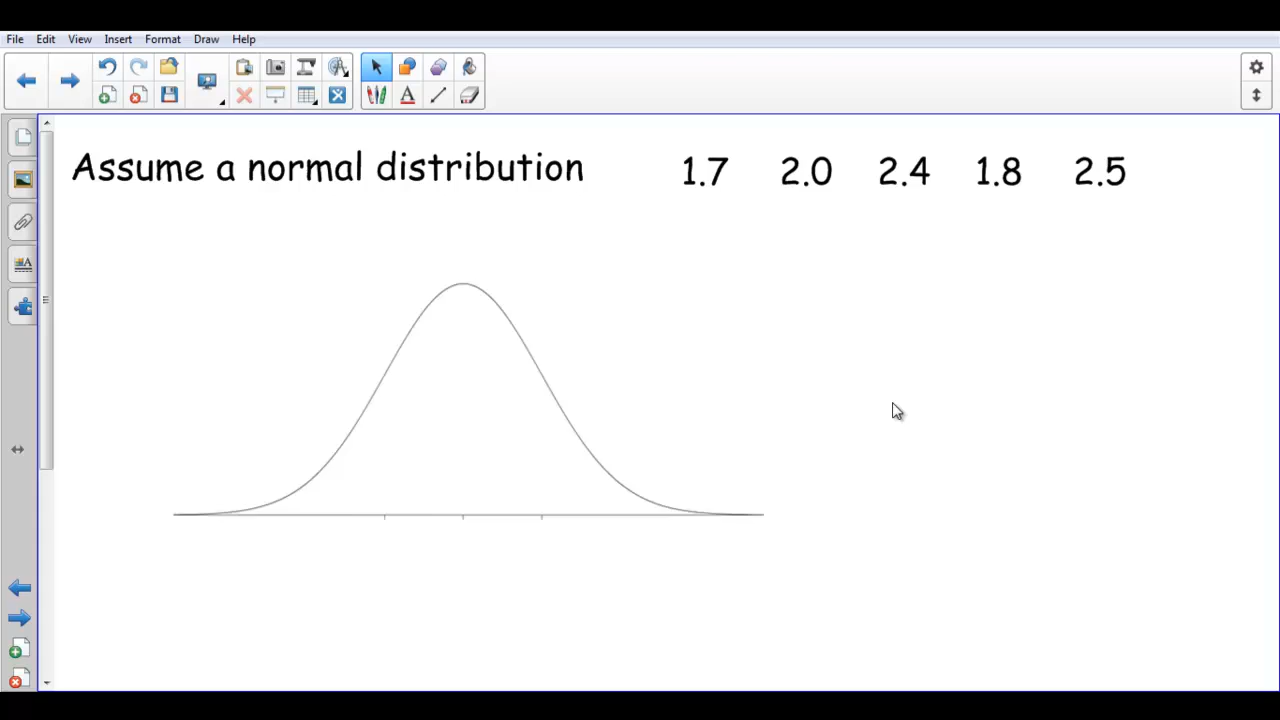 File Edit View Insert Format Draw Help
Assume a normal distribution 1.7 2.0 2.4 1.8 2.5